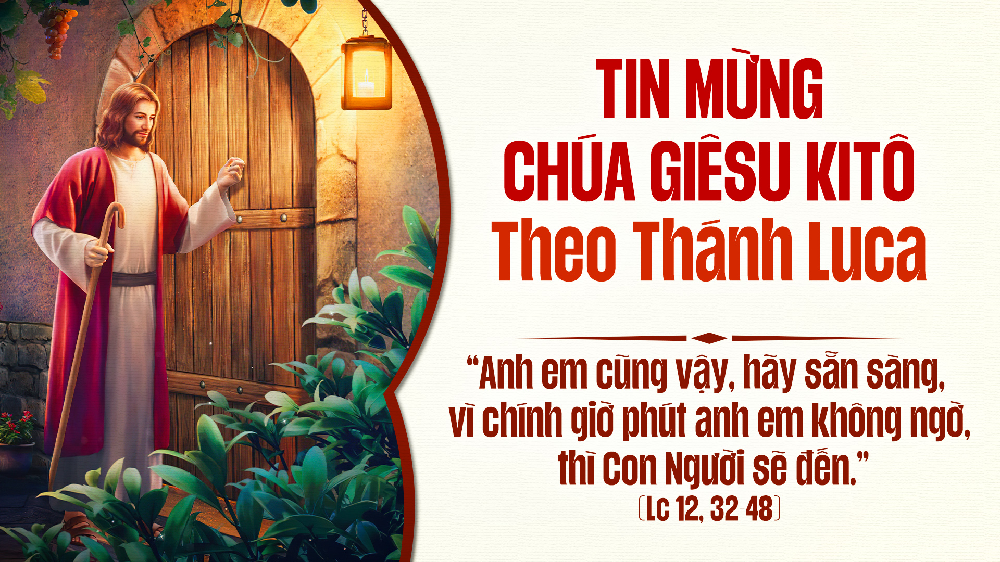 TIN MỪNG
CHÚA GIÊSU KITÔ
Theo Thánh Luca
“Anh em cũng vậy, hãy sẵn sàng,
vì chính giờ phút anh em không ngờ,
thì Con Người sẽ đến.”
(Lc 12, 32-48)